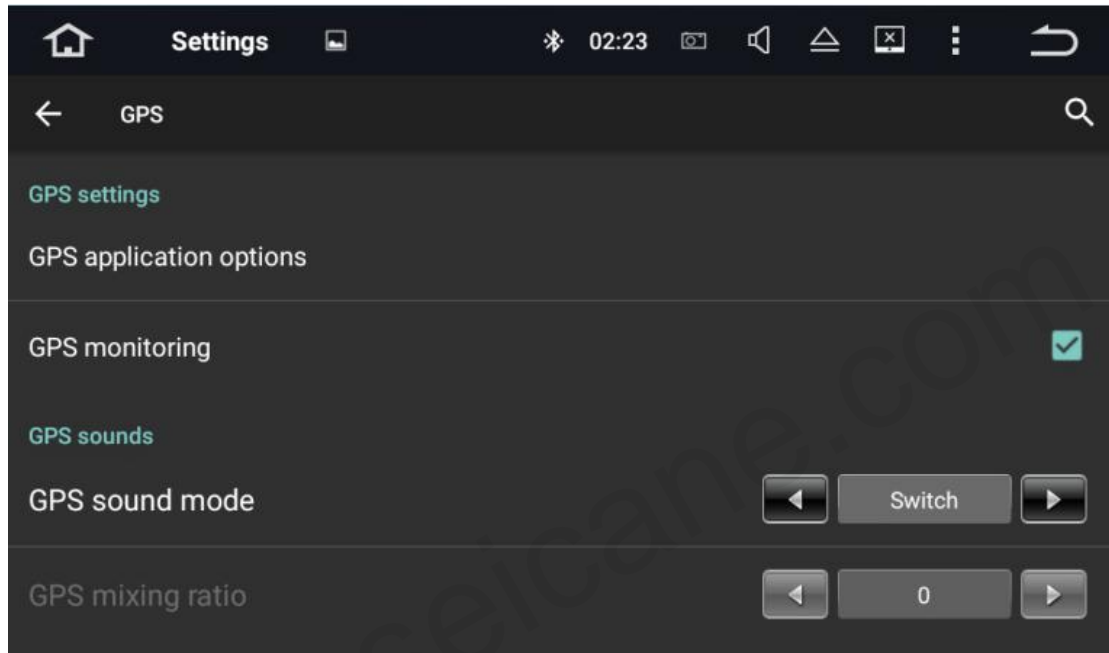 Settings
02:23
GPS
GPS settings
GPS application options
GPS monitoring
GPS sounds
GPS sound mode
Switch
GPS mixing ratio
0
seicane.com